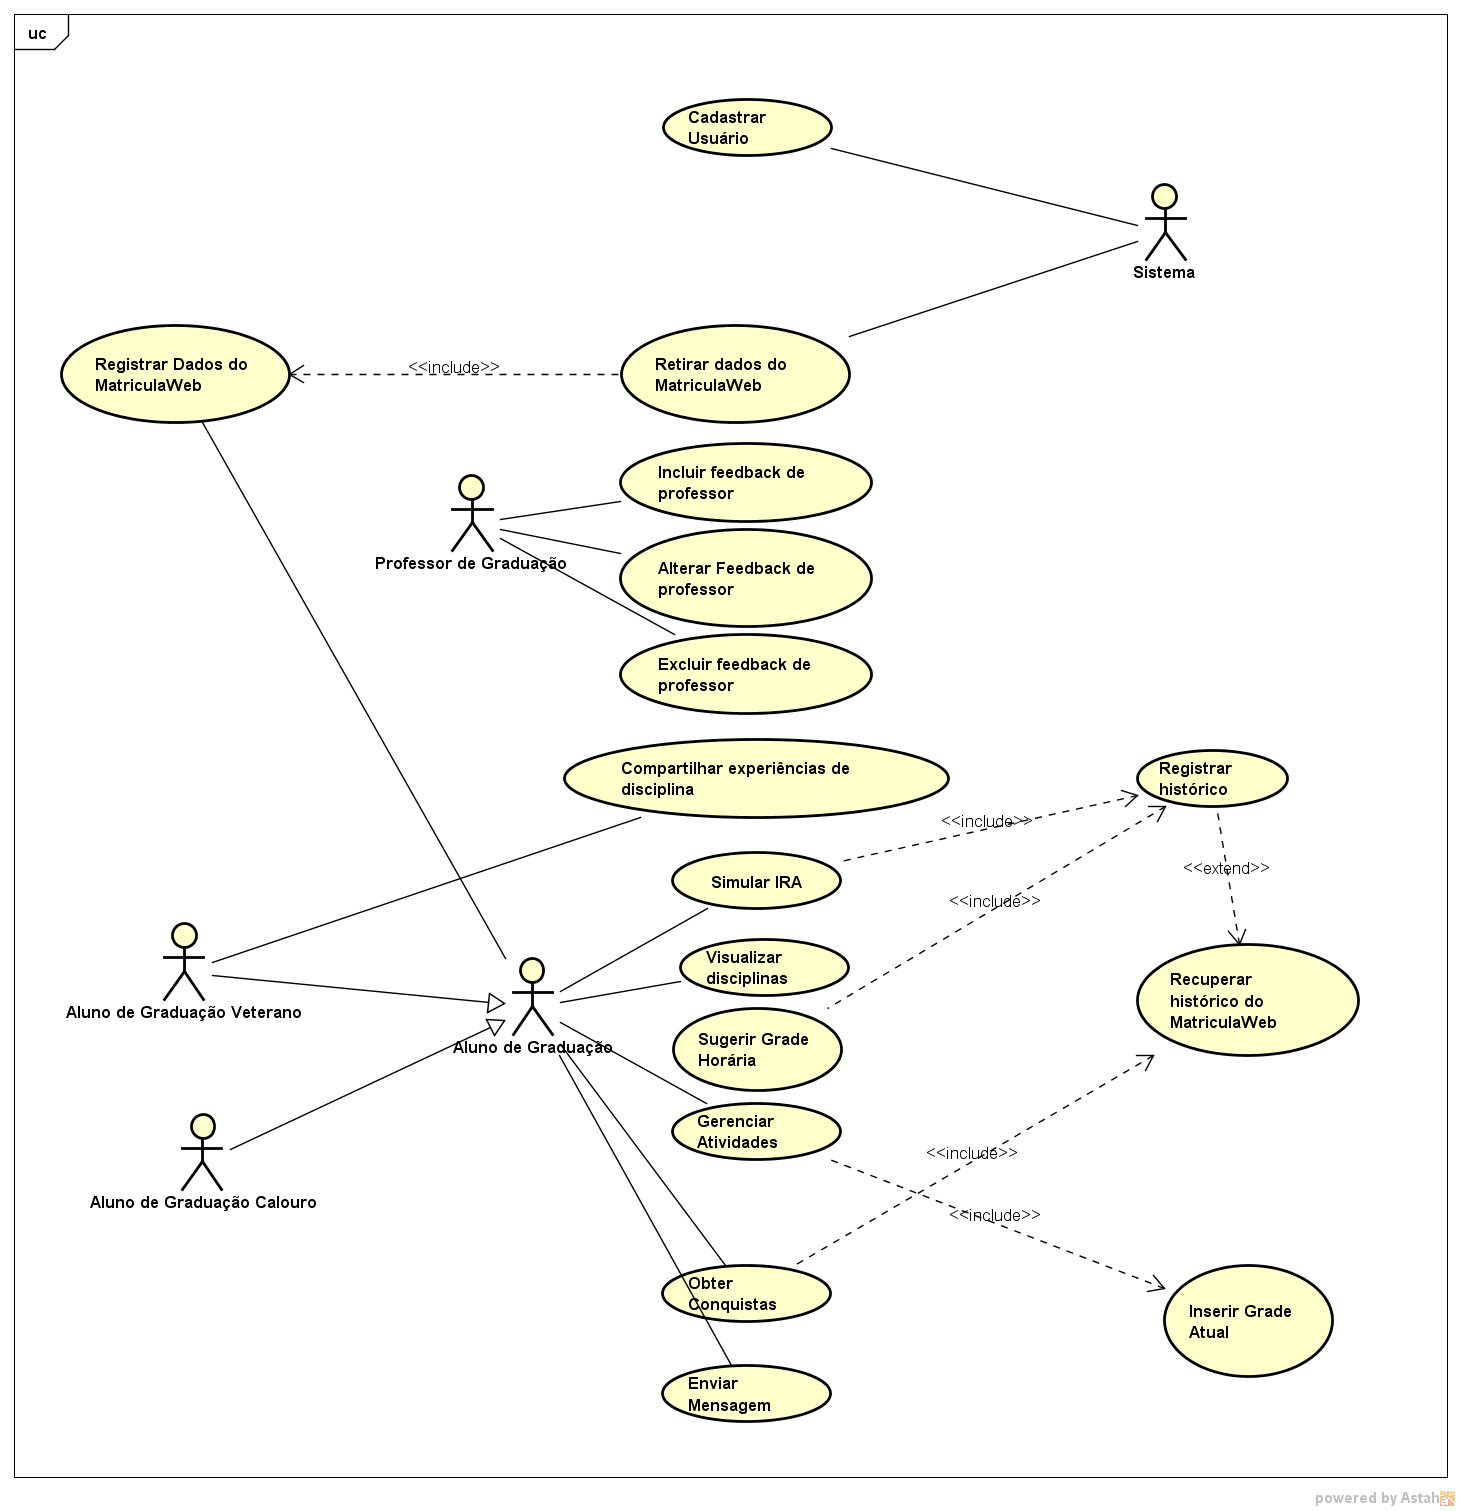 uc
Cadastrar
Usuário
Sistema
Registrar Dados do
MatriculaWeb
<<include>>
Retirar dados do
MatriculaWeb
Incluir feedback de
professor
Professor de Graduação
Alterar Feedback de
professor
Excluir feedback de
professor
Compartilhar experiências de
disciplina
Registrar
histórico
<<include>>
<<extend>>
Simular IRA
<<include>>
Visualizar
disciplinas
Recuperar
histórico do
MatriculaWeb
Aluno de Graduação Veterano
Aluno de Graduação
Sugerir Grade
Horária
Gerenciar
Atividades
<<include>>
Aluno de Graduação Calouro
<<include>>
Obter
Conquistas
Inserir Grade
Atual
Enviar
Mensagem
powered by Astah